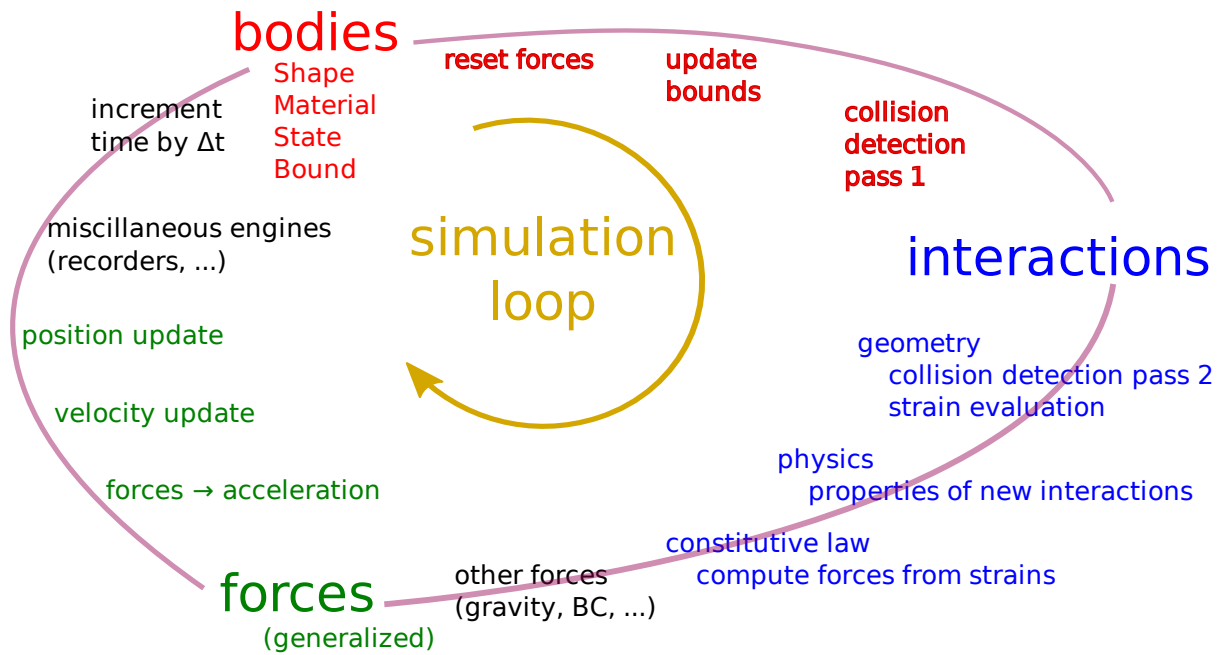 bodies
Shape
Material
State
Bound
reset forces
update
bounds
collision
detection
pass 1
interactions
geometry
collision detection pass 2
strain evaluation
physics
properties of new interactions
constitutive law
compute forces from strains
other forces
(gravity, BC, ...)
forces
(generalized)
forces → acceleration
velocity update
position update
miscillaneous engines
(recorders, ...)
increment
time by Δt
simulation
loop